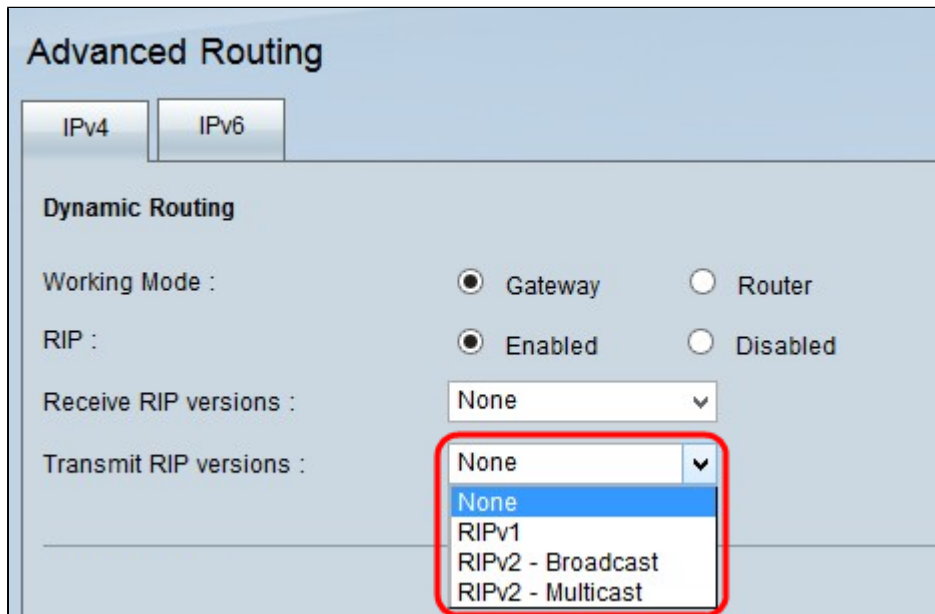 Advanced Routing
IPv4 IPv6
Dynamic Routing
Working Mode : Gateway Router
RIP : Enabled Disabled
Receive RIP versions : None
Transmit RIP versions : None
None
RIPv1
RIPv2 - Broadcast
RIPv2 - Multicast